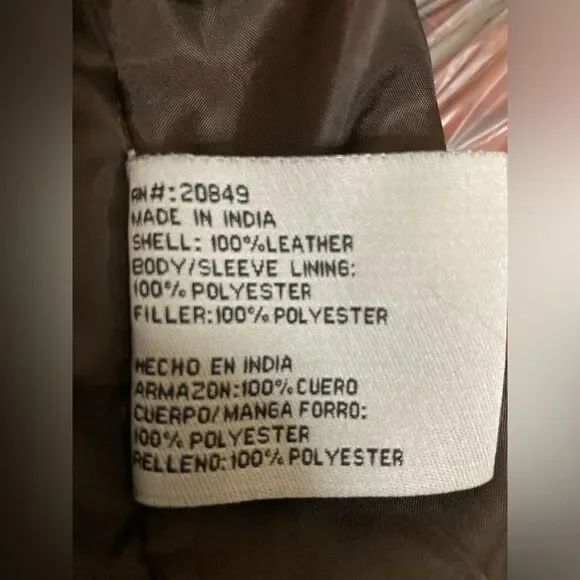 RN#:20849
MADE IN INDIA
SHELL: 100%LEATHER
BODY/SLEEVE LINING:
100% POLYESTER
FILLER:100% POLYESTER
HECHO EN INDIA
ARMAZON:100%CUERO
CUERPO/MANGA FORRO:
100% POLYESTER
RELLENO:100% POLYESTER